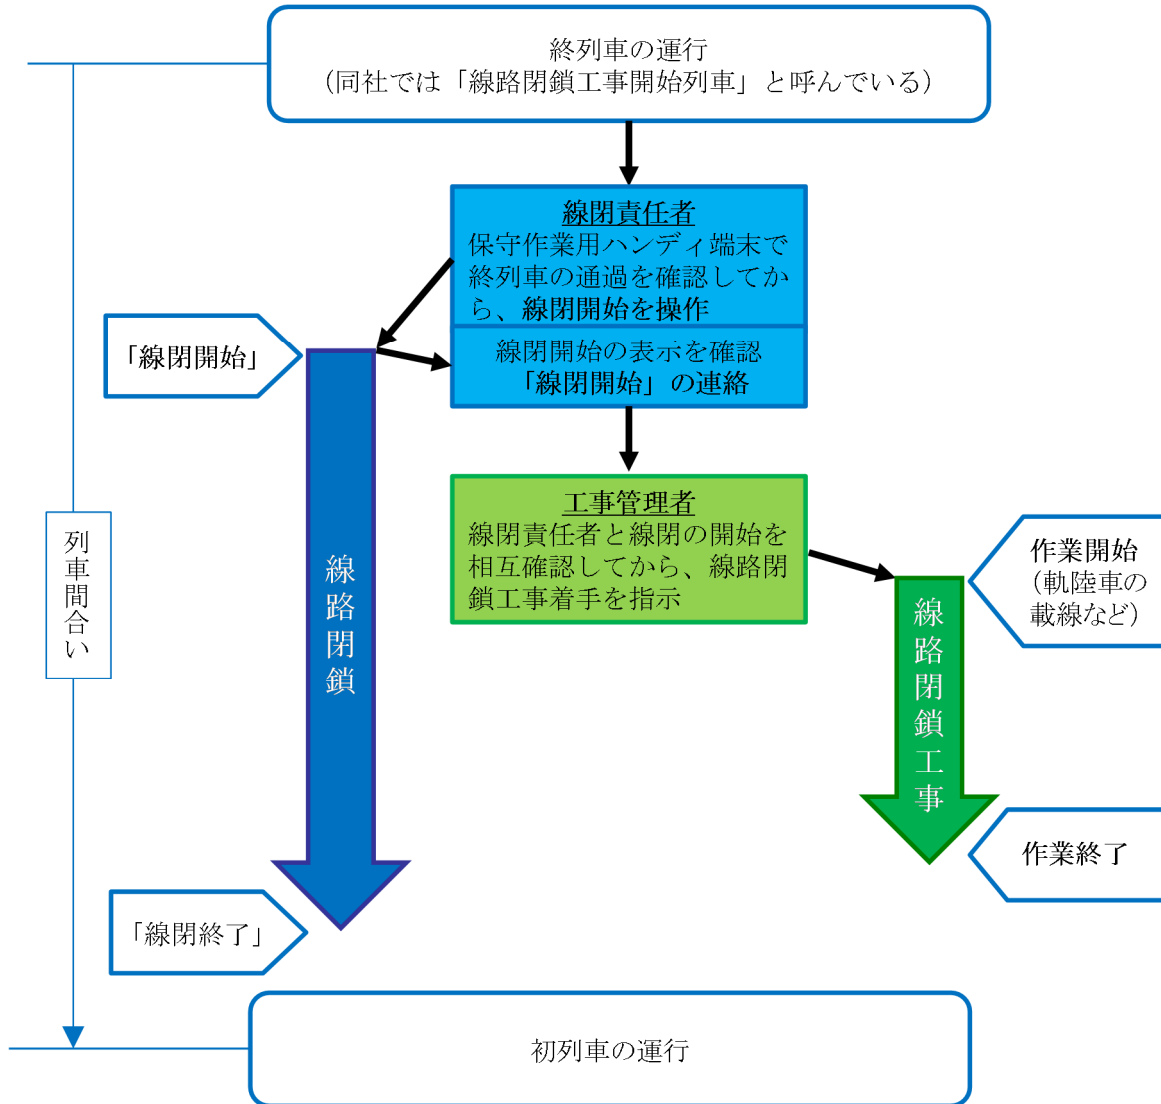 終列車の運行
（同社では「線路閉鎖工事開始列車」と呼んでいる）
線閉責任者
保守作業用ハンディ端末で
終列車の通過を確認してか
ら、線閉開始を操作
「線閉開始」
線閉開始の表示を確認
「線閉開始」の連絡
工事管理者
線閉責任者と線閉の開始を
相互確認してから、線路閉
鎖工事着手を指示
列車間合い
線路閉鎖
作業開始
（軌陸車の
載線など）
線路閉鎖工事
作業終了
「線閉終了」
初列車の運行